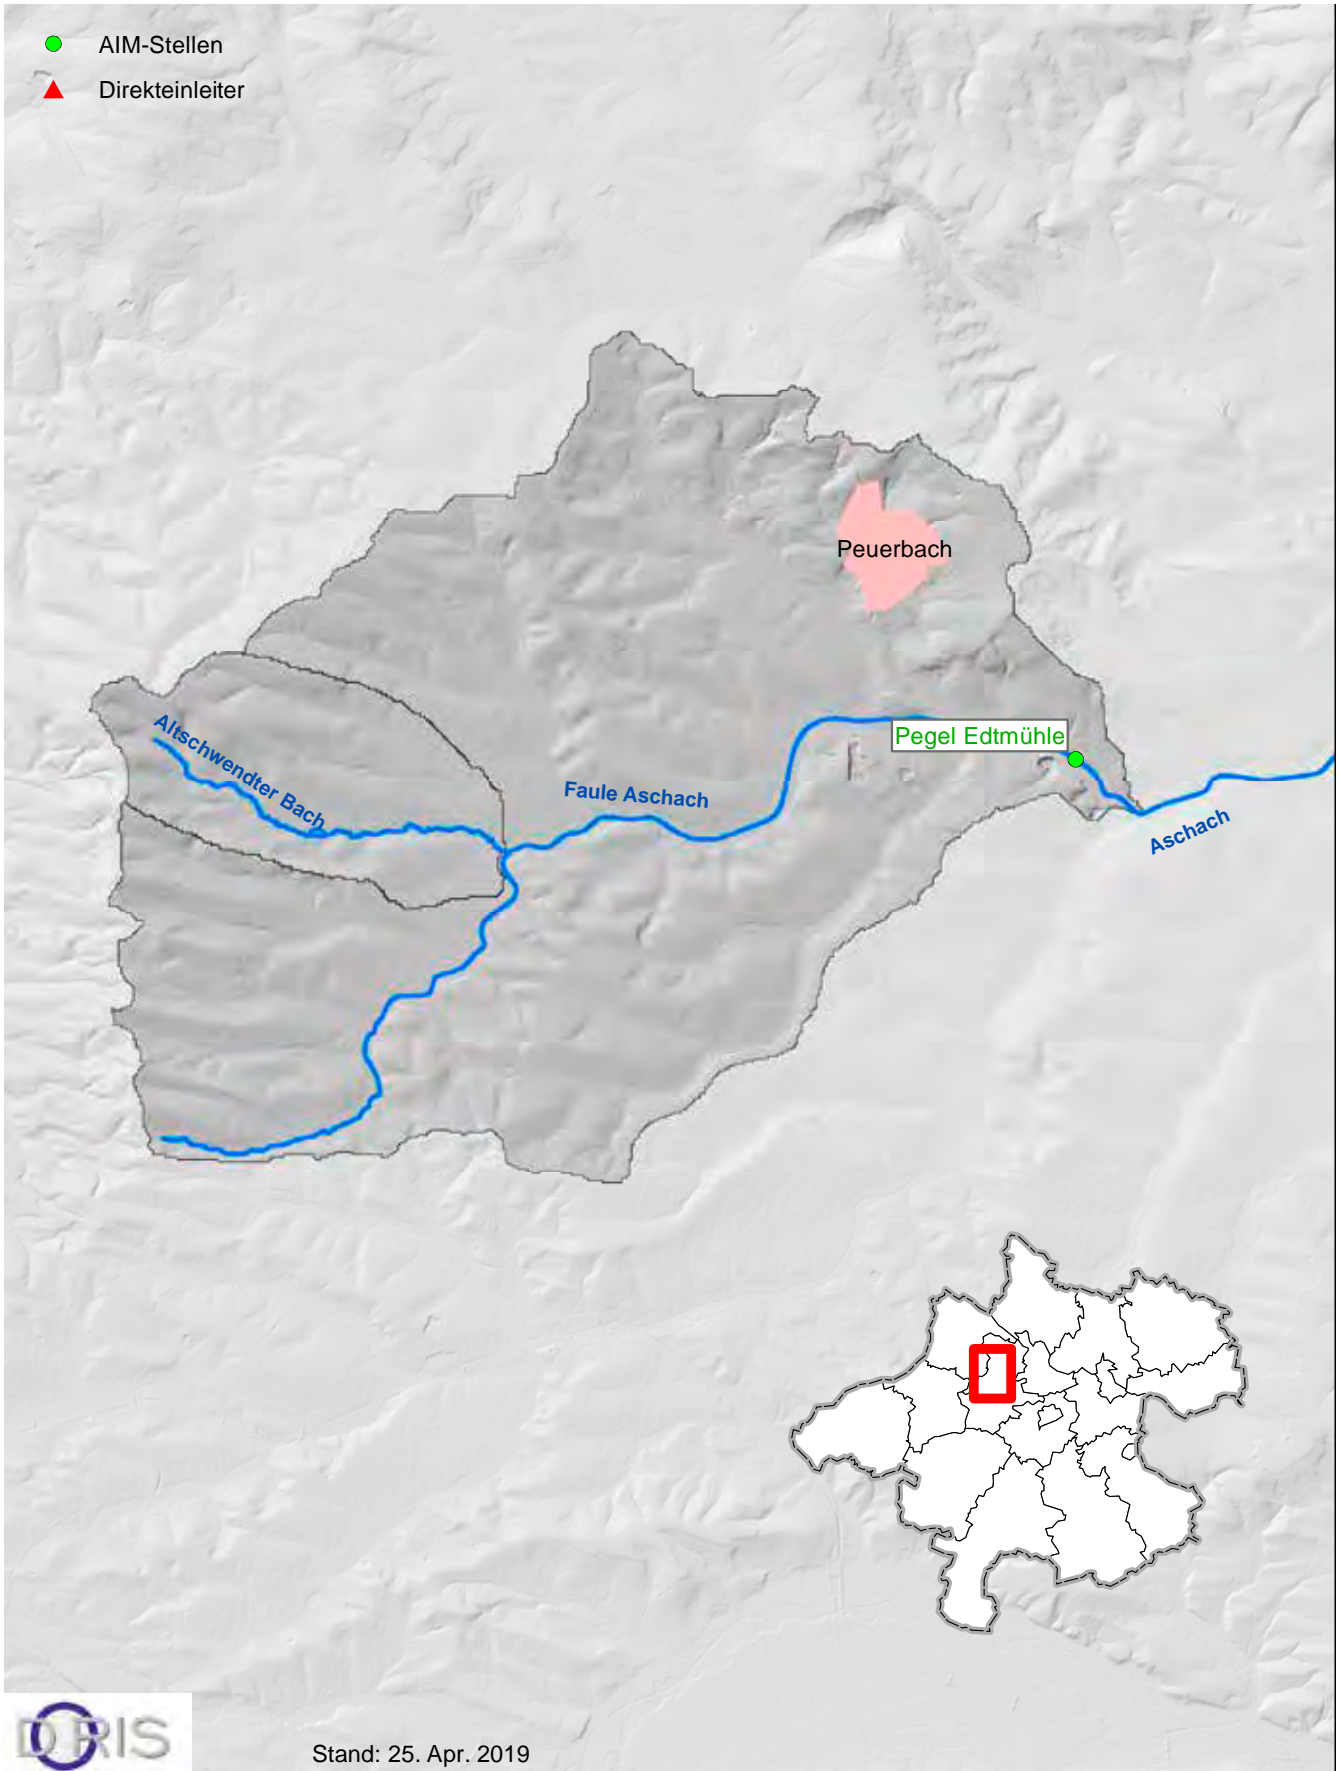 AIM-Stellen
Direkteinleiter
Peuerbach
Altschwendter Bach
Pegel Edtmühle
Faule Aschach
Aschach
DORIS
Stand: 25. Apr. 2019